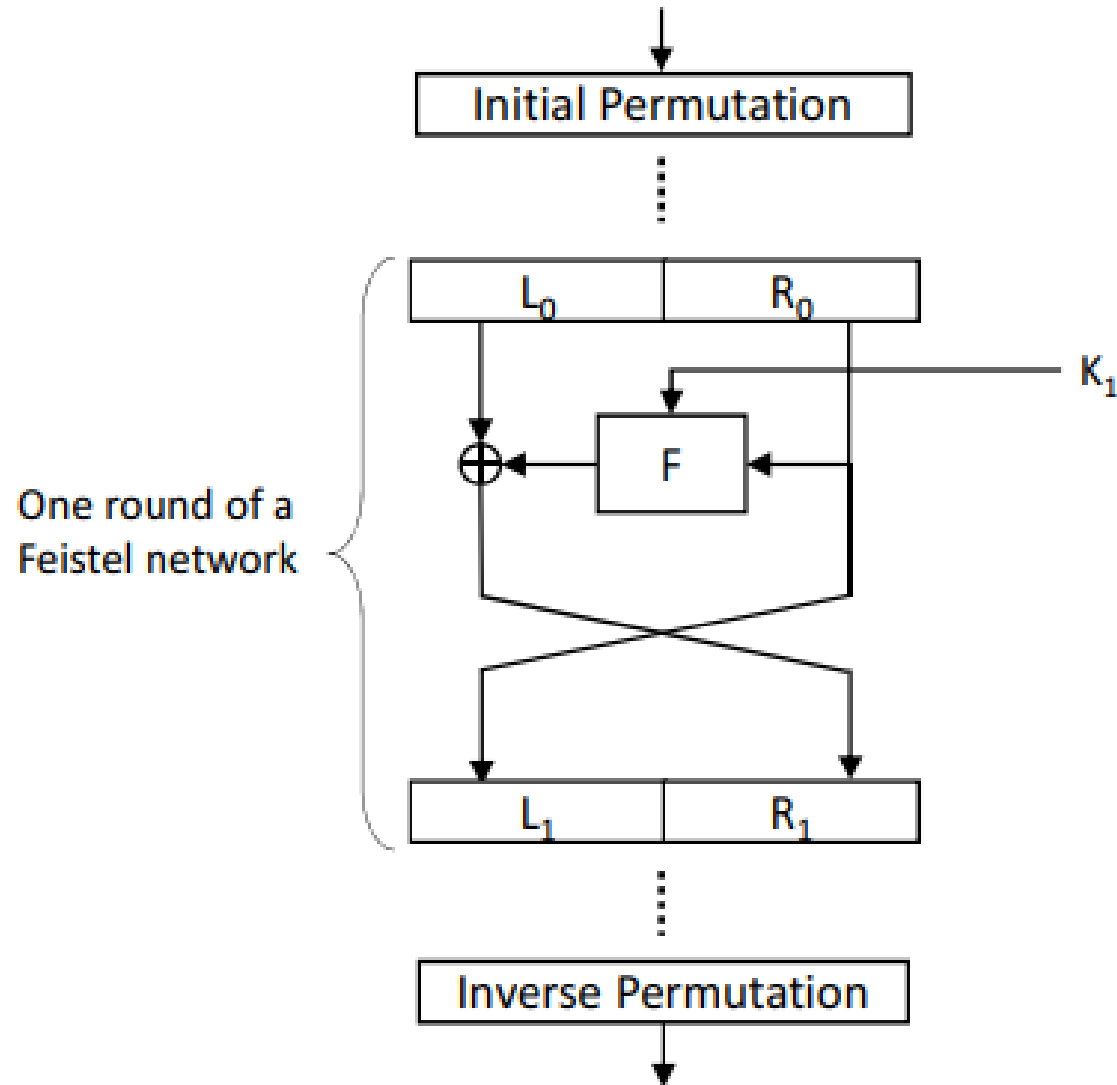 Initial Permutation
L₀ R₀
K₁
F
One round of a
Feistel network
L₁ R₁
Inverse Permutation